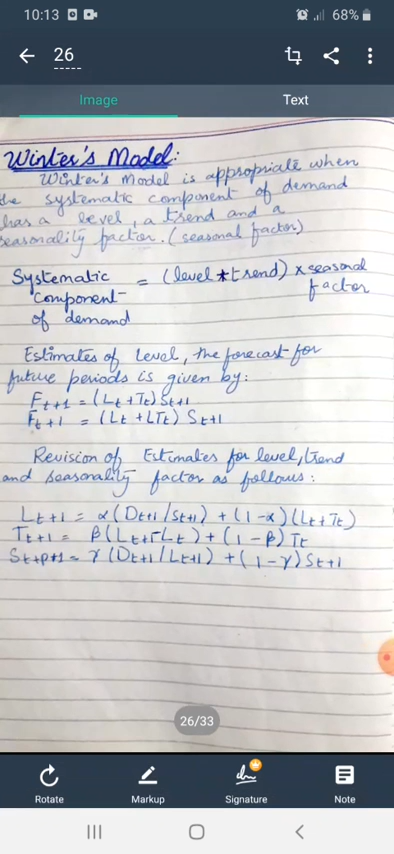 10:13 68%
26
Image Text
Winter's Model:
Winter's Model is appropriate when
the systematic component of demand
has a level, a trend and a
seasonality factor. (seasonal factor)
Systematic = (level * trend) x seasonal
component factor
of demand
Estimates of Level, the forecast for
future periods is given by:
Ft+1 = (Lt + Tt) St+1
Ft+1 = (Lt + LTt) St+1
Revision of Estimates for level, trend
and seasonality factor as follows:
Lt+1 = α (Dt+1 / St+1) + (1-α) (Lt + Tt)
Tt+1 = β (Lt+1 - Lt) + (1-β) Tt
St+p+1 = γ (Dt+1 / Lt+1) + (1-γ) St+1
26/33
Rotate Markup Signature Note